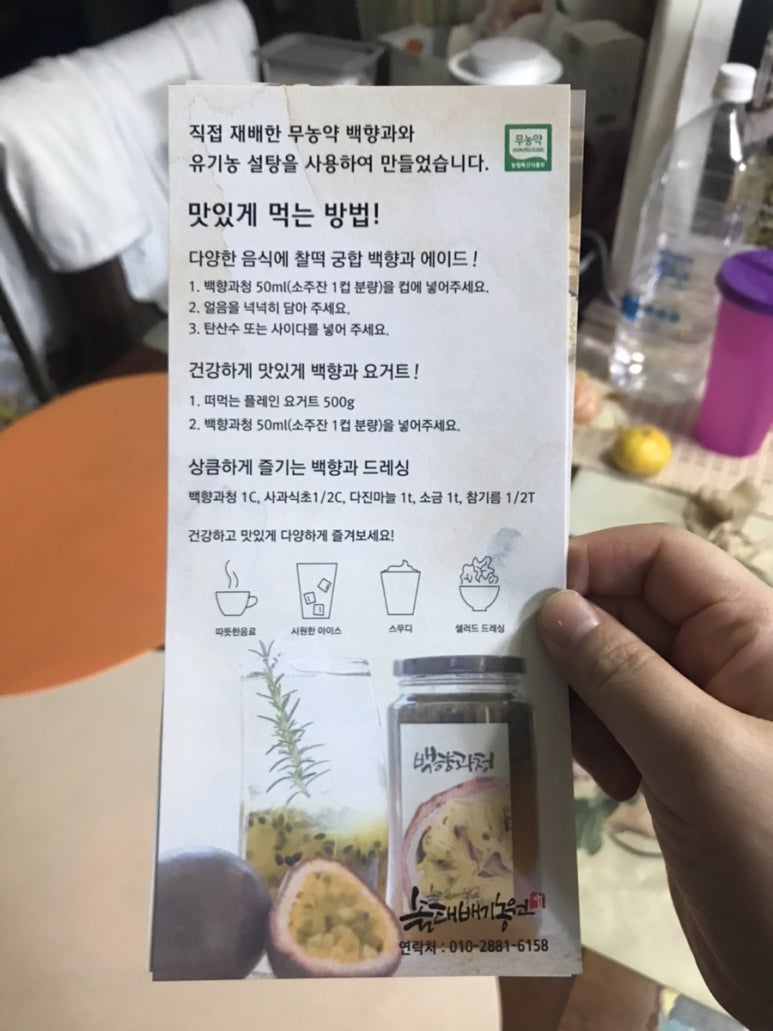 직접 재배한 무농약 백향과와
유기농 설탕을 사용하여 만들었습니다.
무농약
농림축산식품부
맛있게 먹는 방법!
다양한 음식에 찰떡 궁합 백향과 에이드!
1. 백향과청 50ml(소주잔 1컵 분량)을 컵에 넣어주세요.
2. 얼음을 넉넉히 담아 주세요.
3. 탄산수 또는 사이다를 넣어 주세요.
건강하게 맛있게 백향과 요거트!
1. 떠먹는 플레인 요거트 500g
2. 백향과청 50ml(소주잔 1컵 분량)을 넣어주세요.
상큼하게 즐기는 백향과 드레싱
백향과청 1C, 사과식초1/2C, 다진마늘 1t, 소금 1t, 참기름 1/2T
건강하고 맛있게 다양하게 즐겨보세요!
따뜻한음료 시원한 아이스 스무디 샐러드 드레싱
백향과청
연락처 : 010-2881-6158